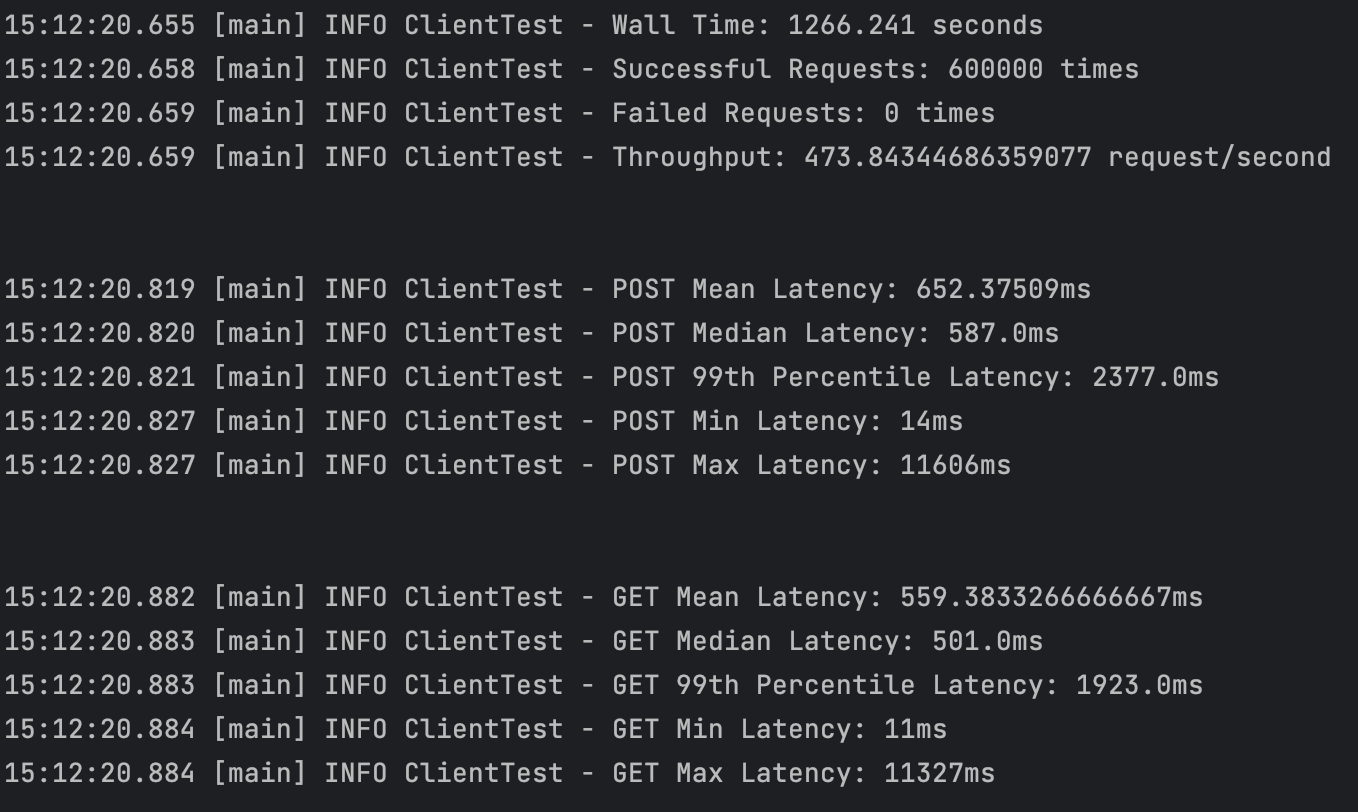 15:12:20.655 [main] INFO ClientTest - Wall Time: 1266.241 seconds
15:12:20.658 [main] INFO ClientTest - Successful Requests: 600000 times
15:12:20.659 [main] INFO ClientTest - Failed Requests: 0 times
15:12:20.659 [main] INFO ClientTest - Throughput: 473.84344686359077 request/second
15:12:20.819 [main] INFO ClientTest - POST Mean Latency: 652.37509ms
15:12:20.820 [main] INFO ClientTest - POST Median Latency: 587.0ms
15:12:20.821 [main] INFO ClientTest - POST 99th Percentile Latency: 2377.0ms
15:12:20.827 [main] INFO ClientTest - POST Min Latency: 14ms
15:12:20.827 [main] INFO ClientTest - POST Max Latency: 11606ms
15:12:20.882 [main] INFO ClientTest - GET Mean Latency: 559.3833266666667ms
15:12:20.883 [main] INFO ClientTest - GET Median Latency: 501.0ms
15:12:20.883 [main] INFO ClientTest - GET 99th Percentile Latency: 1923.0ms
15:12:20.884 [main] INFO ClientTest - GET Min Latency: 11ms
15:12:20.884 [main] INFO ClientTest - GET Max Latency: 11327ms